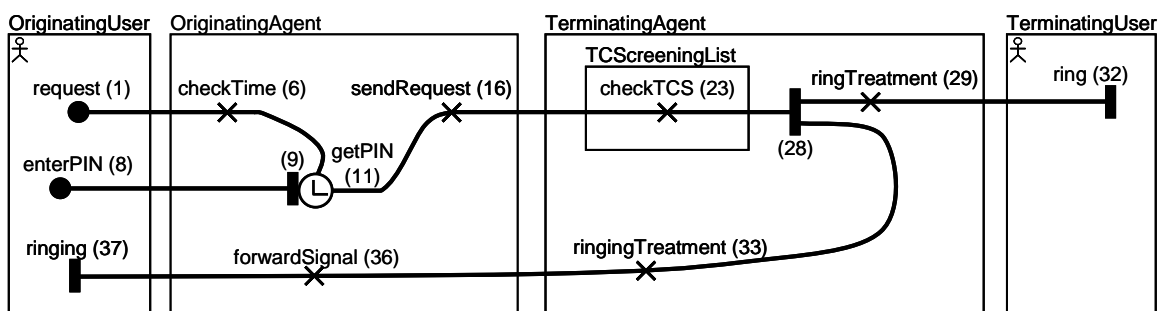 OriginatingUser
OriginatingAgent
TerminatingAgent
TerminatingUser
TCScreeningList
request (1)
checkTime (6)
sendRequest (16)
checkTCS (23)
ringTreatment (29)
ring (32)
enterPIN (8)
(9)
getPIN
(11)
(28)
ringing (37)
forwardSignal (36)
ringingTreatment (33)